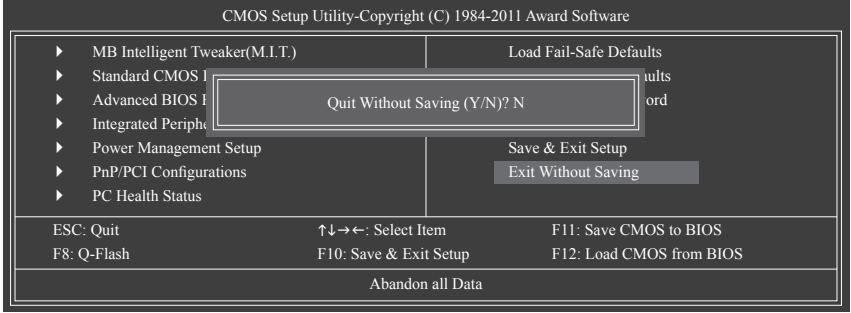 CMOS Setup Utility-Copyright (C) 1984-2011 Award Software
MB Intelligent Tweaker(M.I.T.)
Load Fail-Safe Defaults
Standard CMOS
Advanced BIOS
Integrated
Quit Without Saving (Y/N)? N
Power Management Setup
Save & Exit Setup
PnP/PCI Configurations
Exit Without Saving
PC Health Status
ESC: Quit
↑↓→←: Select Item
F11: Save CMOS to BIOS
F8: Q-Flash
F10: Save & Exit Setup
F12: Load CMOS from BIOS
Abandon all Data